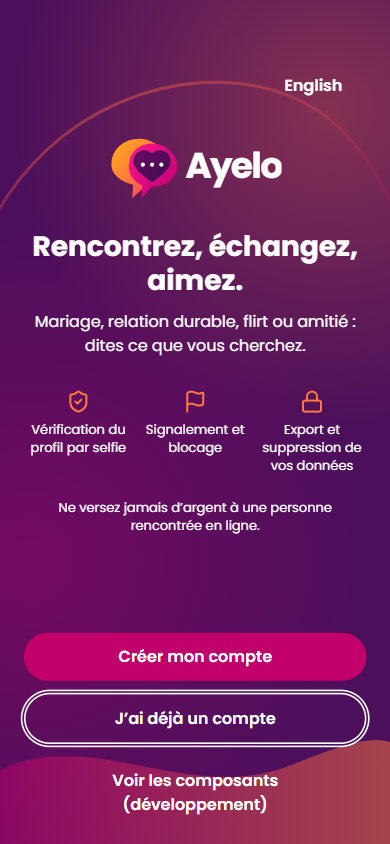 English
Ayelo
Rencontrez, échangez,
aimez.
Mariage, relation durable, flirt ou amitié :
dites ce que vous cherchez.
Vérification du
profil par selfie
Signalement et
blocage
Export et
suppression de
vos données
Ne versez jamais d’argent à une personne
rencontrée en ligne.
Créer mon compte
J’ai déjà un compte
Voir les composants
(développement)